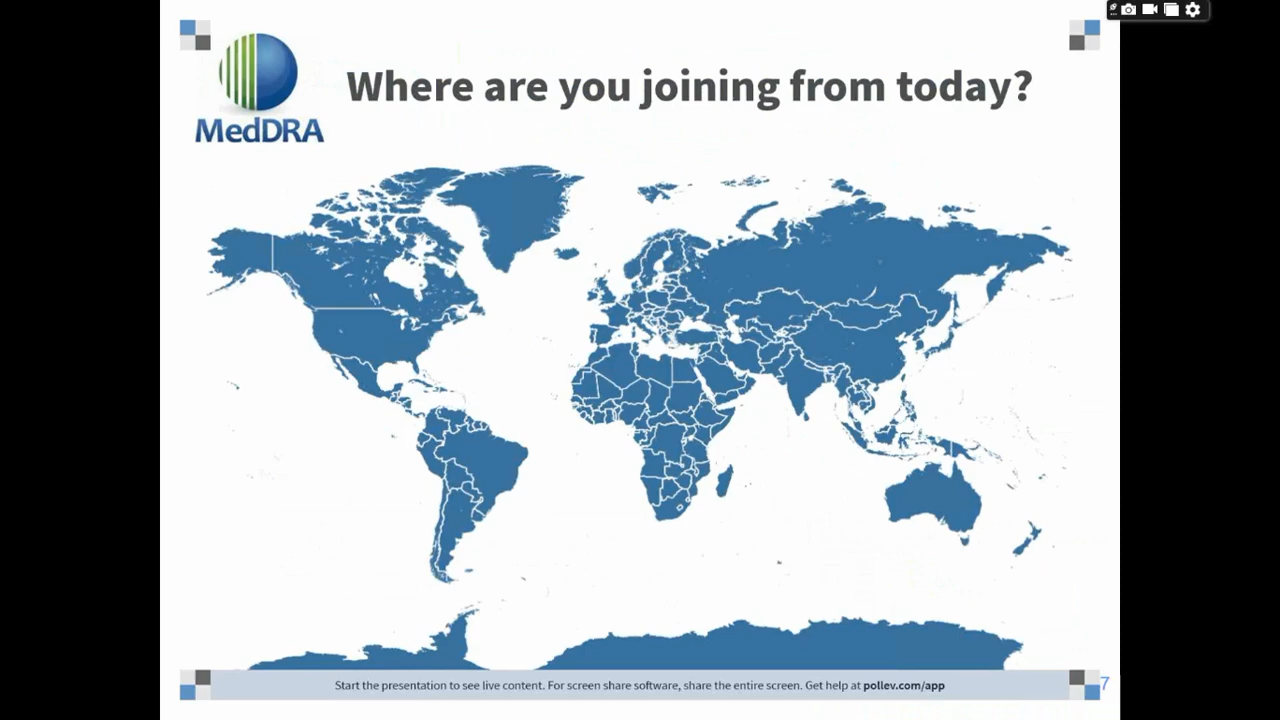 Where are you joining from today?
MedDRA
Start the presentation to see live content. For screen share software, share the entire screen. Get help at pollev.com/app
7